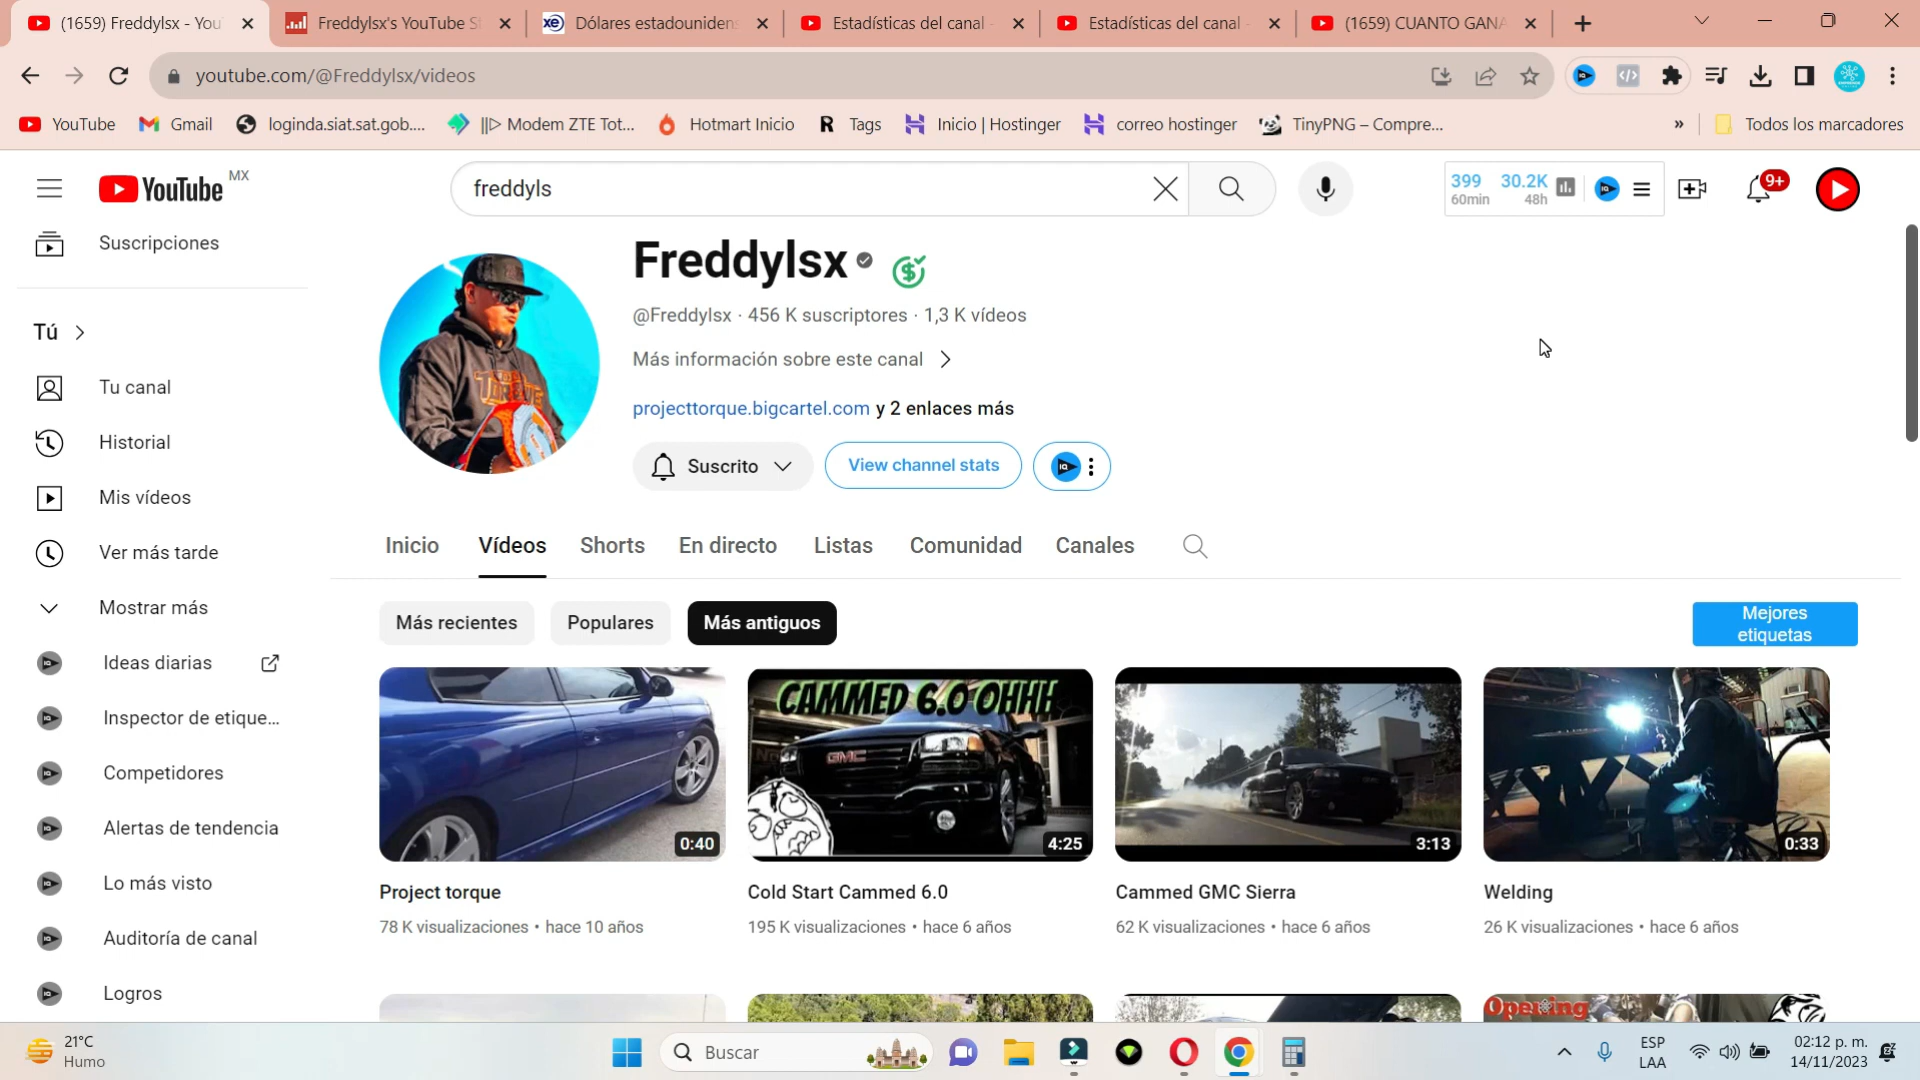 (1659) Freddylsx - You
Freddylsx's YouTube S
Dólares estadounidens
Estadísticas del canal -
Estadísticas del canal -
(1659) CUANTO GANA
youtube.com/@Freddylsx/videos
YouTube
Gmail
loginda.siat.sat.gob....
||▷ Modem ZTE Tot...
Hotmart Inicio
Tags
Inicio | Hostinger
correo hostinger
TinyPNG – Compre...
»
Todos los marcadores
YouTube MX
freddyls
399
60min
30.2K
48h
9+
Suscripciones
Tú
Tu canal
Historial
Mis vídeos
Ver más tarde
Mostrar más
Ideas diarias
Inspector de etique...
Competidores
Alertas de tendencia
Lo más visto
Auditoría de canal
Logros
Freddylsx
@Freddylsx · 456 K suscriptores · 1,3 K vídeos
Más información sobre este canal
projecttorque.bigcartel.com y 2 enlaces más
Suscrito
View channel stats
Inicio
Vídeos
Shorts
En directo
Listas
Comunidad
Canales
Más recientes
Populares
Más antiguos
Mejores
etiquetas
0:40
CAMMED 6.0 OHHH
GMC
4:25
3:13
0:33
Project torque
78 K visualizaciones • hace 10 años
Cold Start Cammed 6.0
195 K visualizaciones • hace 6 años
Cammed GMC Sierra
62 K visualizaciones • hace 6 años
Welding
26 K visualizaciones • hace 6 años
Opening
21°C
Humo
Buscar
ESP
LAA
02:12 p. m.
14/11/2023